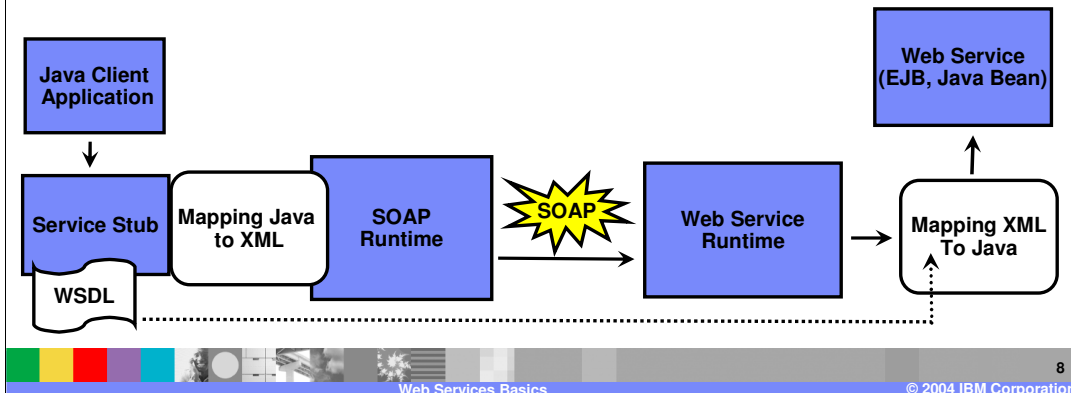 Java Client
Application
Web Service
(EJB, Java Bean)
Service Stub
WSDL
Mapping Java
to XML
SOAP
Runtime
SOAP
Web Service
Runtime
Mapping XML
To Java
8
Web Services Basics
© 2004 IBM Corporation